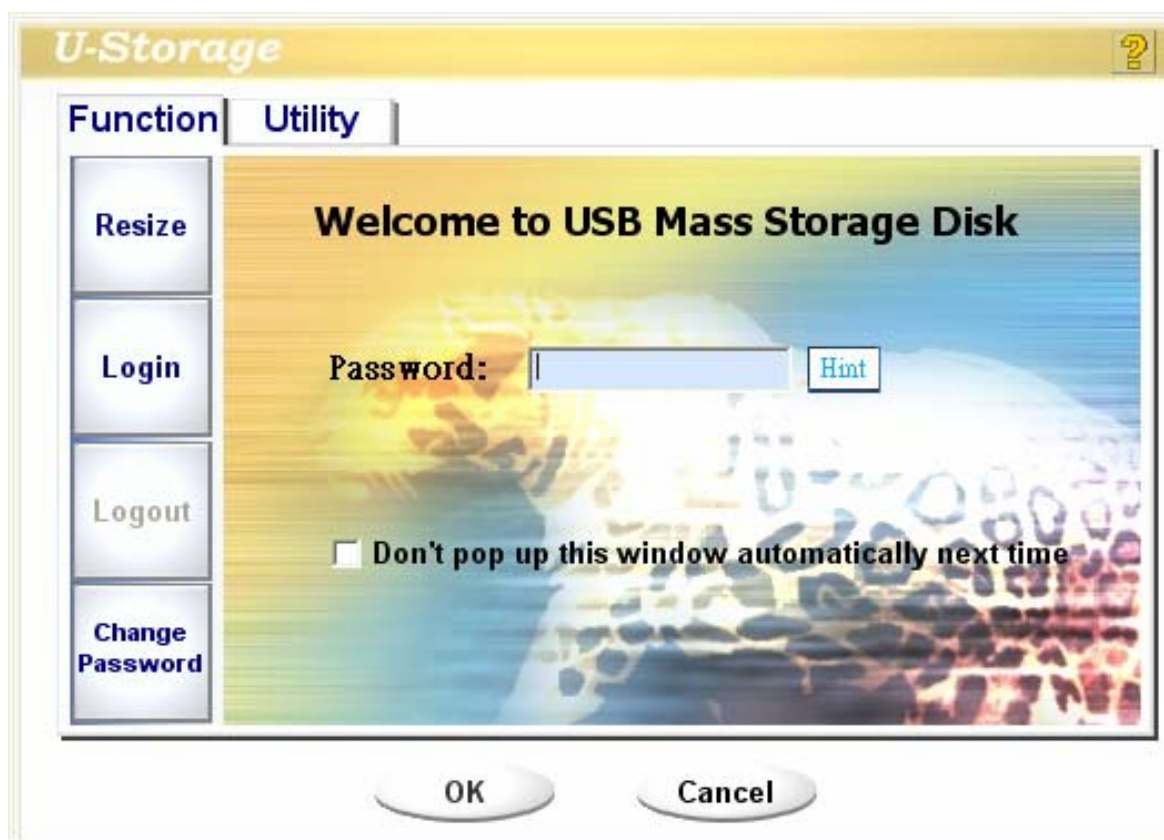 U-Storage
?
Function
Utility
Resize
Welcome to USB Mass Storage Disk
Login
Password:
Hint
Logout
Don't pop up this window automatically next time
Change
Password
OK
Cancel